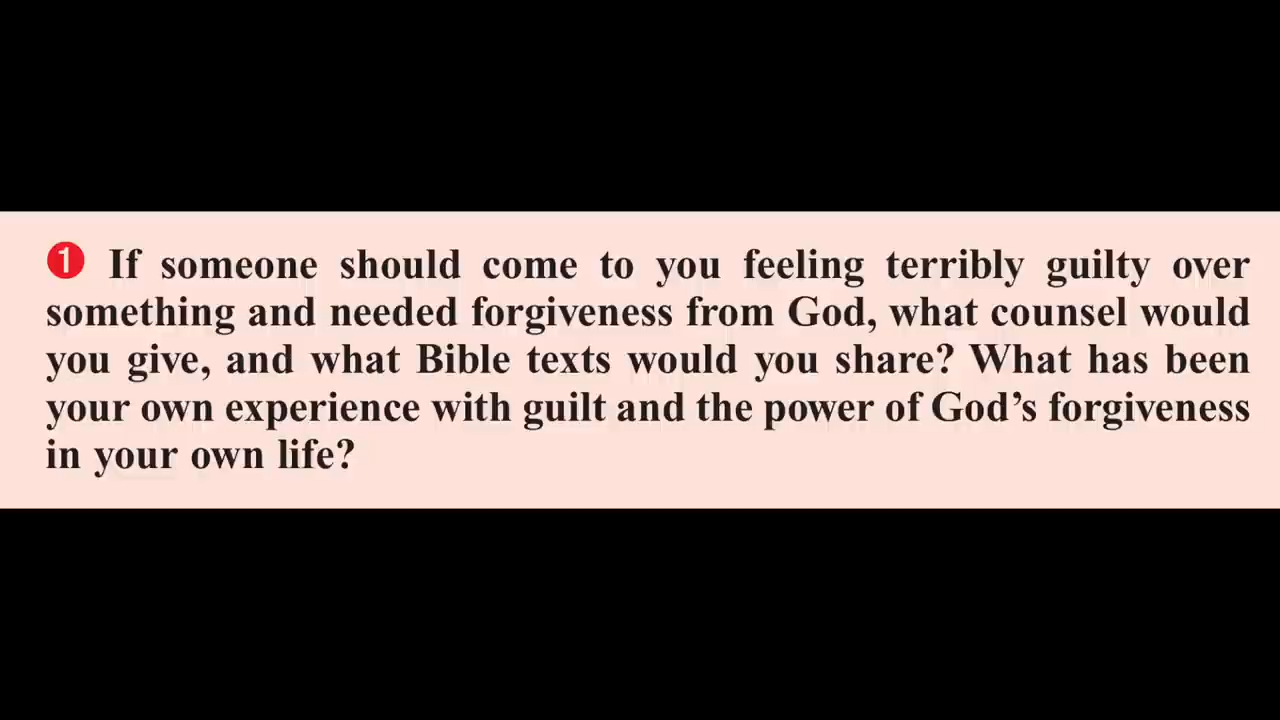 1 If someone should come to you feeling terribly guilty over
something and needed forgiveness from God, what counsel would
you give, and what Bible texts would you share? What has been
your own experience with guilt and the power of God’s forgiveness
in your own life?